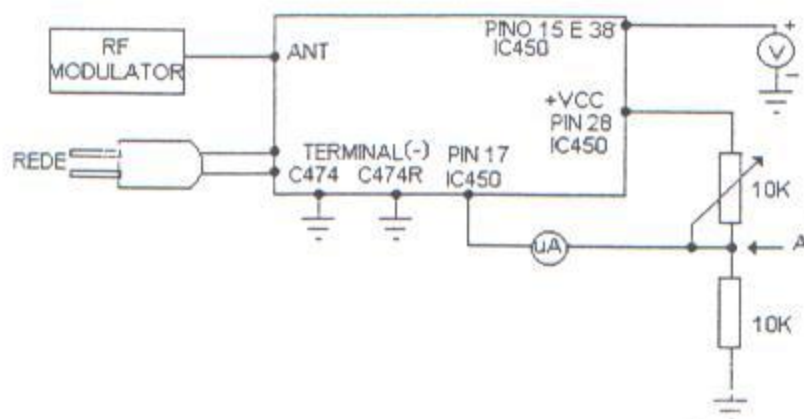 RF
MODULATOR
ANT
PINO 15 E 38
IC450
+
V
-
+VCC
PIN 28
IC450
REDE
TERMINAL(-)
C474
C474R
PIN 17
IC450
10K
uA
A
10K